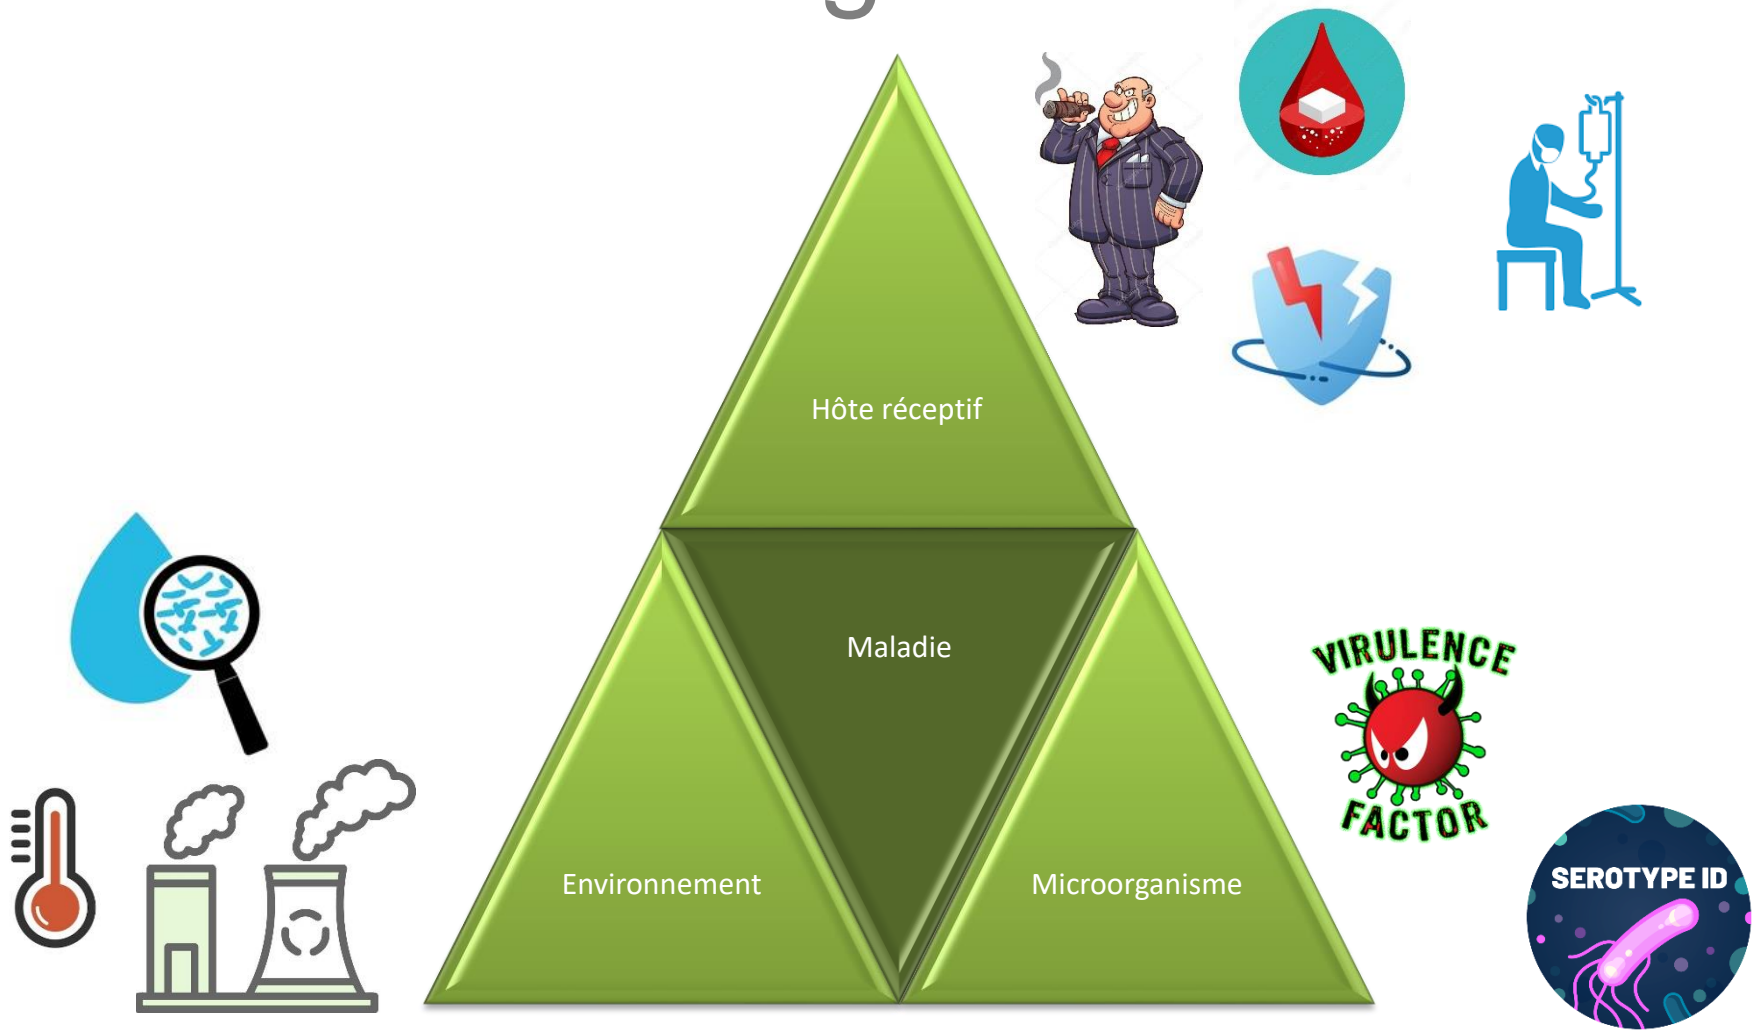 Hôte réceptif
Maladie
VIRULENCE
FACTOR
Environnement
Microorganisme
SEROTYPE ID